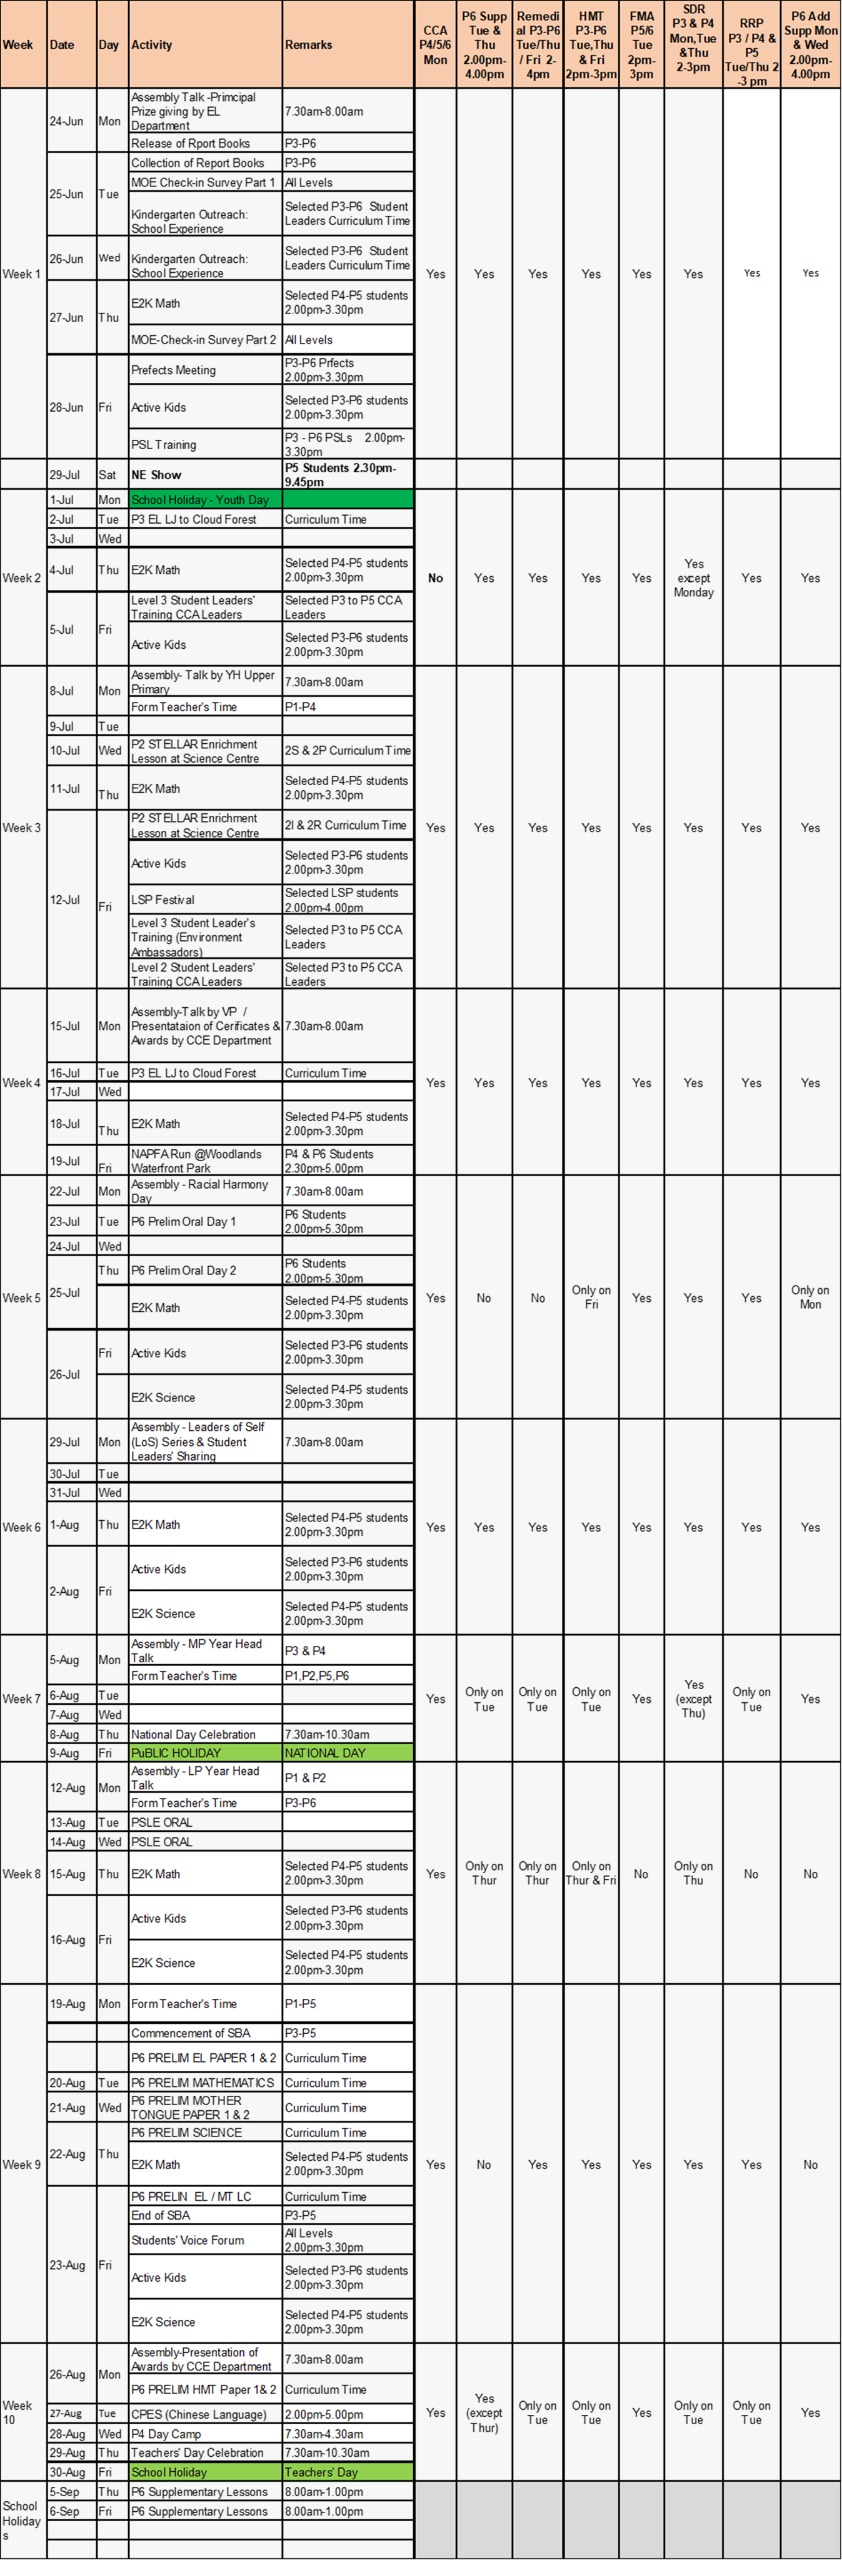 Week Date Day Activity Remarks CCA P4/5/6 Mon P6 Supp Tue & Thu 2.00pm-4.00pm Remedi al P3-P6 Tue/Thu / Fri 2-4pm HMT P3-P6 Tue,Thu & Fri 2pm-3pm FMA P5/6 Tue 2pm-3pm SDR P3 & P4 Mon,Tue &Thu 2-3pm RRP P3 / P4 & P5 Tue/Thu 2 -3 pm P6 Add Supp Mon & Wed 2.00pm-4.00pm
Week 1 Yes Yes Yes Yes Yes Yes Yes Yes
24-Jun Mon Assembly Talk -Primcipal Prize giving by EL Department 7.30am-8.00am
Release of Rport Books P3-P6
25-Jun Tue Collection of Report Books P3-P6
MOE Check-in Survey Part 1 All Levels
Kindergarten Outreach: School Experience Selected P3-P6 Student Leaders Curriculum Time
26-Jun Wed Kindergarten Outreach: School Experience Selected P3-P6 Student Leaders Curriculum Time
27-Jun Thu E2K Math Selected P4-P5 students 2.00pm-3.30pm
MOE-Check-in Survey Part 2 All Levels
28-Jun Fri Prefects Meeting P3-P6 Prfects 2.00pm-3.30pm
Active Kids Selected P3-P6 students 2.00pm-3.30pm
PSL Training P3 - P6 PSLs 2.00pm-3.30pm
29-Jul Sat NE Show P5 Students 2.30pm-9.45pm
Week 2 No Yes Yes Yes Yes Yes except Monday Yes Yes
1-Jul Mon School Holiday - Youth Day
2-Jul Tue P3 EL LJ to Cloud Forest Curriculum Time
3-Jul Wed
4-Jul Thu E2K Math Selected P4-P5 students 2.00pm-3.30pm
5-Jul Fri Level 3 Student Leaders' Training CCA Leaders Selected P3 to P5 CCA Leaders
Active Kids Selected P3-P6 students 2.00pm-3.30pm
Week 3 Yes Yes Yes Yes Yes Yes Yes Yes
8-Jul Mon Assembly- Talk by YH Upper Primary 7.30am-8.00am
Form Teacher's Time P1-P4
9-Jul Tue
10-Jul Wed P2 STELLAR Enrichment Lesson at Science Centre 2S & 2P Curriculum Time
11-Jul Thu E2K Math Selected P4-P5 students 2.00pm-3.30pm
12-Jul Fri P2 STELLAR Enrichment Lesson at Science Centre 2I & 2R Curriculum Time
Active Kids Selected P3-P6 students 2.00pm-3.30pm
LSP Festival Selected LSP students 2.00pm-4.00pm
Level 3 Student Leader's Training (Environment Ambassadors) Selected P3 to P5 CCA Leaders
Level 2 Student Leaders' Training CCA Leaders Selected P3 to P5 CCA Leaders
Week 4 Yes Yes Yes Yes Yes Yes Yes Yes
15-Jul Mon Assembly-Talk by VP / Presentataion of Cerificates & Awards by CCE Department 7.30am-8.00am
16-Jul Tue P3 EL LJ to Cloud Forest Curriculum Time
17-Jul Wed
18-Jul Thu E2K Math Selected P4-P5 students 2.00pm-3.30pm
19-Jul Fri NAPFA Run @Woodlands Waterfront Park P4 & P6 Students 2.30pm-5.00pm
Week 5 Yes No No Only on Fri Yes Yes Yes Only on Mon
22-Jul Mon Assembly - Racial Harmony Day 7.30am-8.00am
23-Jul Tue P6 Prelim Oral Day 1 P6 Students 2.00pm-5.30pm
24-Jul Wed
25-Jul Thu P6 Prelim Oral Day 2 P6 Students 2.00pm-5.30pm
E2K Math Selected P4-P5 students 2.00pm-3.30pm
26-Jul Fri Active Kids Selected P3-P6 students 2.00pm-3.30pm
E2K Science Selected P4-P5 students 2.00pm-3.30pm
Week 6 Yes Yes Yes Yes Yes Yes Yes Yes
29-Jul Mon Assembly - Leaders of Self (LoS) Series & Student Leaders' Sharing 7.30am-8.00am
30-Jul Tue
31-Jul Wed
1-Aug Thu E2K Math Selected P4-P5 students 2.00pm-3.30pm
2-Aug Fri Active Kids Selected P3-P6 students 2.00pm-3.30pm
E2K Science Selected P4-P5 students 2.00pm-3.30pm
Week 7 Yes Only on Tue Only on Tue Only on Tue Yes Yes (except Thu) Only on Tue Yes
5-Aug Mon Assembly - MP Year Head Talk P3 & P4
Form Teacher's Time P1,P2,P5,P6
6-Aug Tue
7-Aug Wed
8-Aug Thu National Day Celebration 7.30am-10.30am
9-Aug Fri PuBLIC HOLIDAY NATIONAL DAY
Week 8 Yes Only on Thur Only on Thur Only on Thur & Fri No Only on Thu No No
12-Aug Mon Assembly - LP Year Head Talk P1 & P2
Form Teacher's Time P3-P6
13-Aug Tue PSLE ORAL
14-Aug Wed PSLE ORAL
15-Aug Thu E2K Math Selected P4-P5 students 2.00pm-3.30pm
16-Aug Fri Active Kids Selected P3-P6 students 2.00pm-3.30pm
E2K Science Selected P4-P5 students 2.00pm-3.30pm
Week 9 Yes No Yes Yes Yes Yes Yes No
19-Aug Mon Form Teacher's Time P1-P5
Commencement of SBA P3-P5
P6 PRELIM EL PAPER 1 & 2 Curriculum Time
20-Aug Tue P6 PRELIM MATHEMATICS Curriculum Time
21-Aug Wed P6 PRELIM MOTHER TONGUE PAPER 1 & 2 Curriculum Time
22-Aug Thu P6 PRELIM SCIENCE Curriculum Time
E2K Math Selected P4-P5 students 2.00pm-3.30pm
23-Aug Fri P6 PRELIN EL / MT LC Curriculum Time
End of SBA P3-P5
Students' Voice Forum All Levels 2.00pm-3.30pm
Active Kids Selected P3-P6 students 2.00pm-3.30pm
E2K Science Selected P4-P5 students 2.00pm-3.30pm
Week 10 Yes Yes (except Thur) Only on Tue Only on Tue Yes Only on Tue Only on Tue Yes
26-Aug Mon Assembly-Presentation of Awards by CCE Department 7.30am-8.00am
P6 PRELIM HMT Paper 1& 2 Curriculum Time
27-Aug Tue CPES (Chinese Language) 2.00pm-5.00pm
28-Aug Wed P4 Day Camp 7.30am-4.30am
29-Aug Thu Teachers' Day Celebration 7.30am-10.30am
30-Aug Fri School Holiday Teachers' Day
School Holiday s
5-Sep Thu P6 Supplementary Lessons 8.00am-1.00pm
6-Sep Fri P6 Supplementary Lessons 8.00am-1.00pm